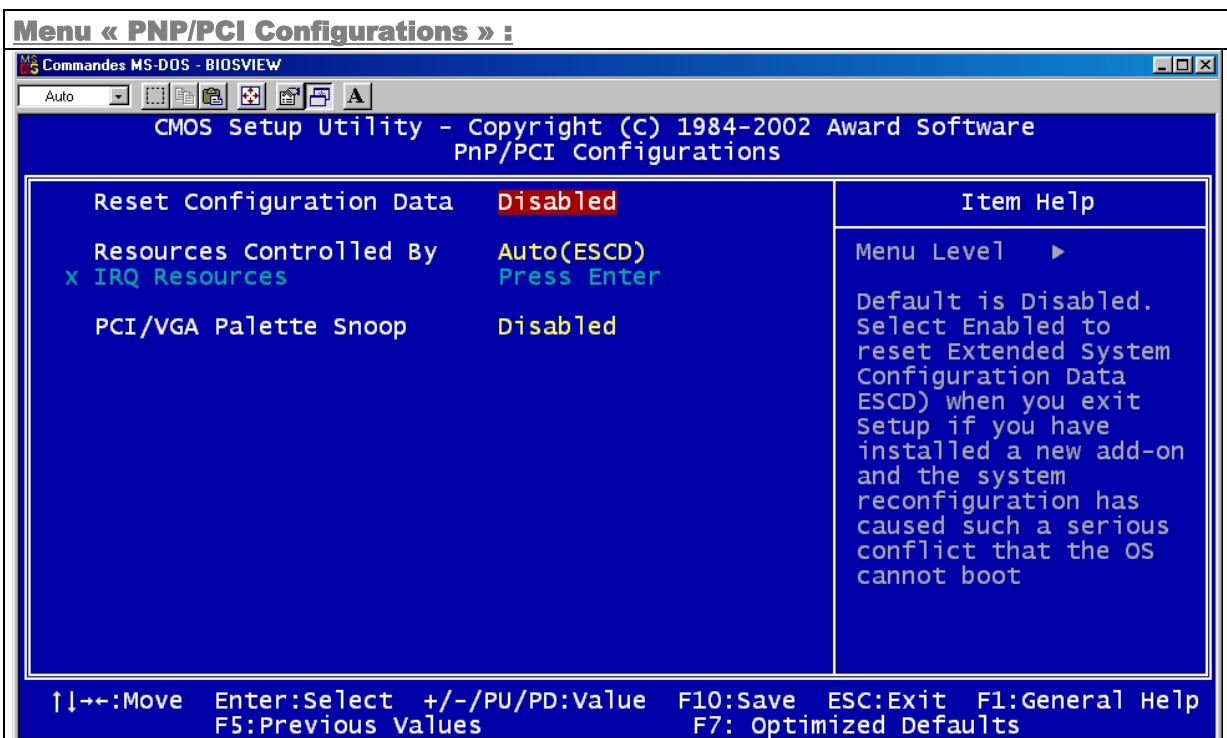 Menu « PNP/PCI Configurations » :
Commandes MS-DOS - BIOSVIEW
Auto
A
CMOS Setup Utility - Copyright (C) 1984-2002 Award Software
PnP/PCI Configurations
Reset Configuration Data Disabled
Resources Controlled By Auto(ESCD)
x IRQ Resources Press Enter
PCI/VGA Palette Snoop Disabled
Item Help
Menu Level ▶
Default is Disabled.
Select Enabled to
reset Extended System
Configuration Data
ESCD) when you exit
Setup if you have
installed a new add-on
and the system
reconfiguration has
caused such a serious
conflict that the OS
cannot boot
↑↓→←:Move Enter:Select +/-/PU/PD:Value F10:Save ESC:Exit F1:General Help
F5:Previous Values F7: Optimized Defaults